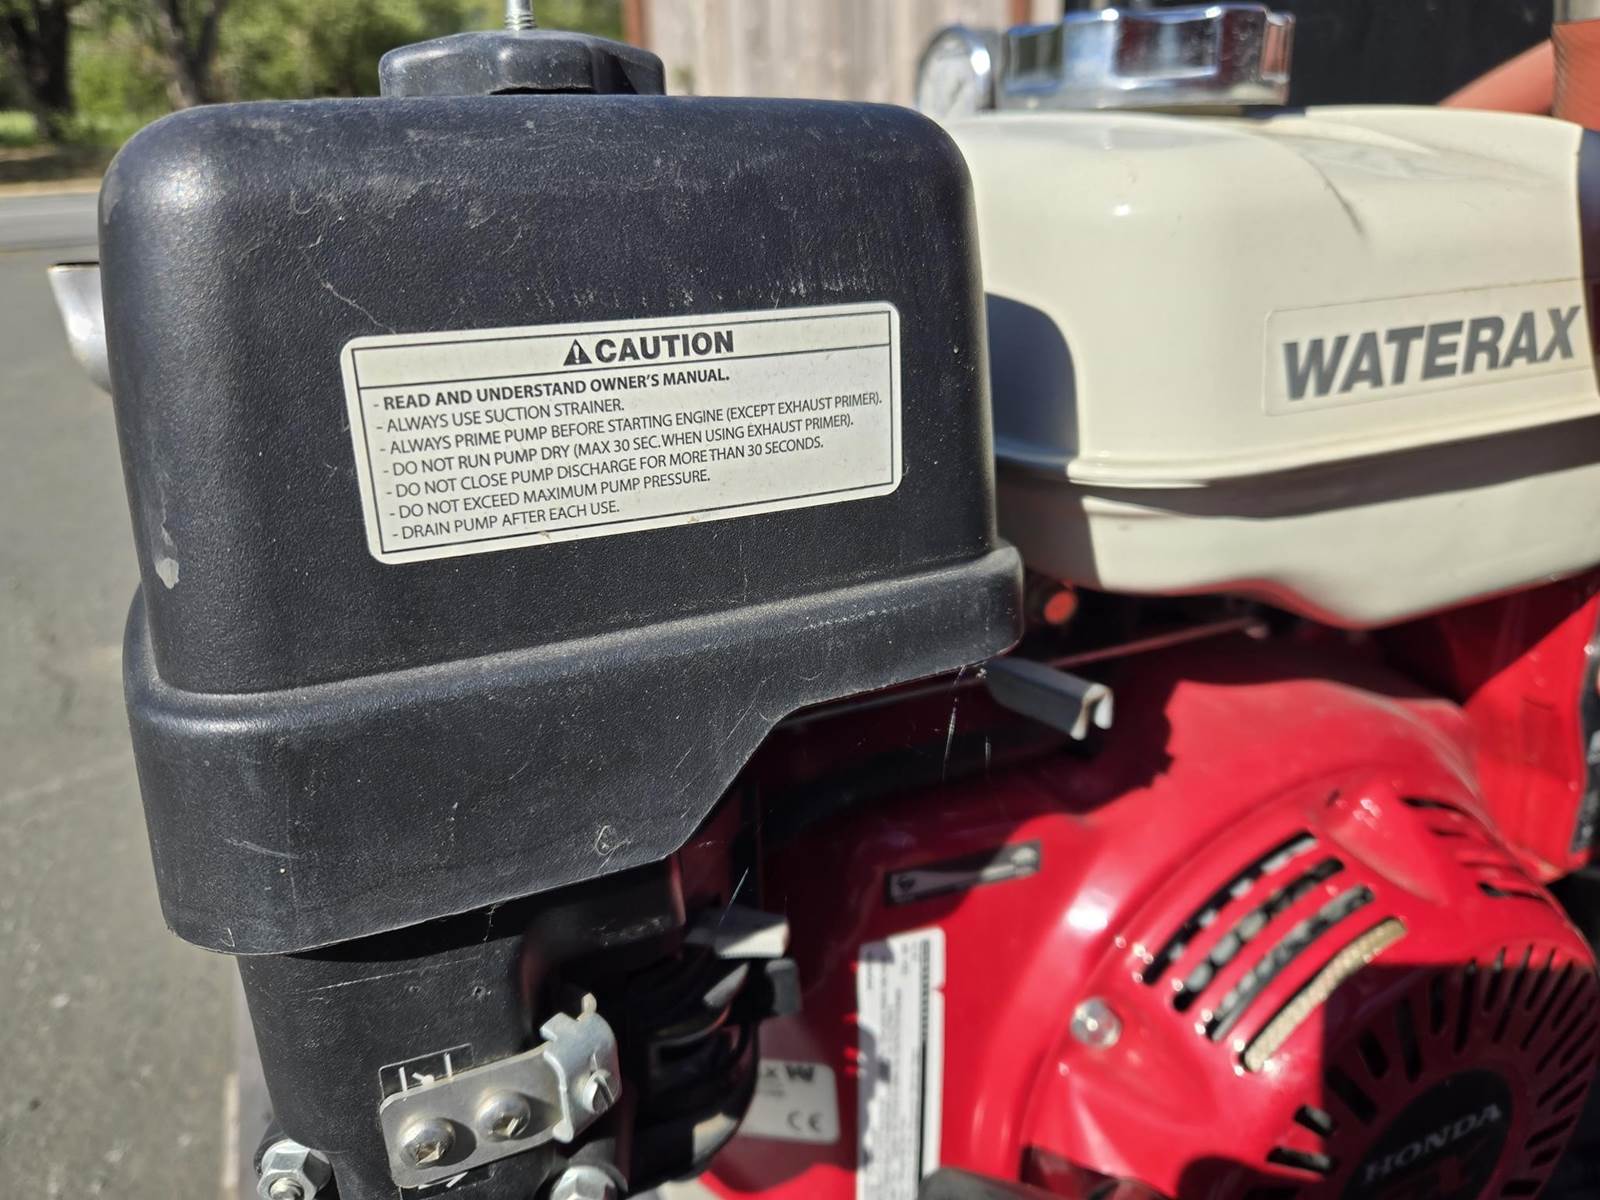 CAUTION
- READ AND UNDERSTAND OWNER'S MANUAL.
- ALWAYS USE SUCTION STRAINER.
- ALWAYS PRIME PUMP BEFORE STARTING ENGINE (EXCEPT EXHAUST PRIMER).
- DO NOT RUN PUMP DRY (MAX 30 SEC. WHEN USING EXHAUST PRIMER).
- DO NOT CLOSE PUMP DISCHARGE FOR MORE THAN 30 SECONDS.
- DO NOT EXCEED MAXIMUM PUMP PRESSURE.
- DRAIN PUMP AFTER EACH USE.
WATERAX
CE
HONDA